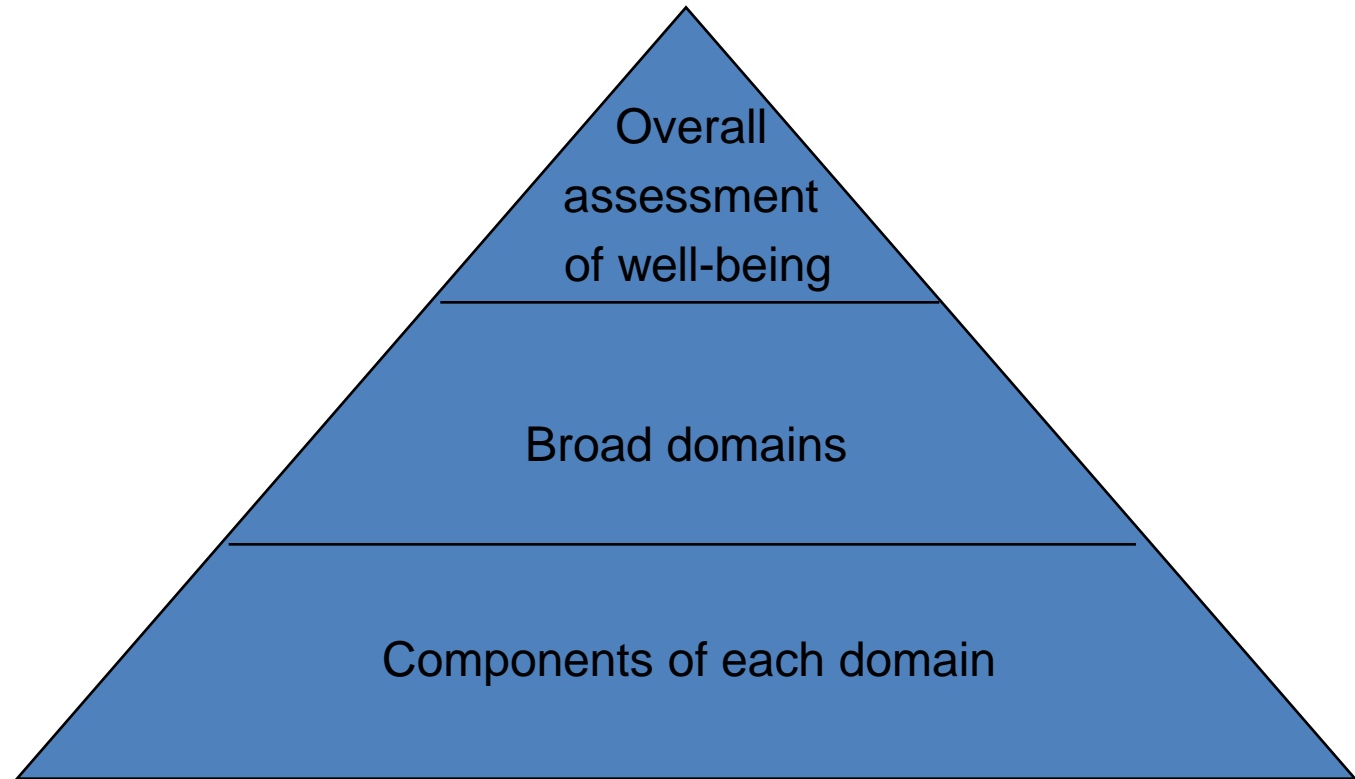 Overall
assessment
of well-being
Broad domains
Components of each domain